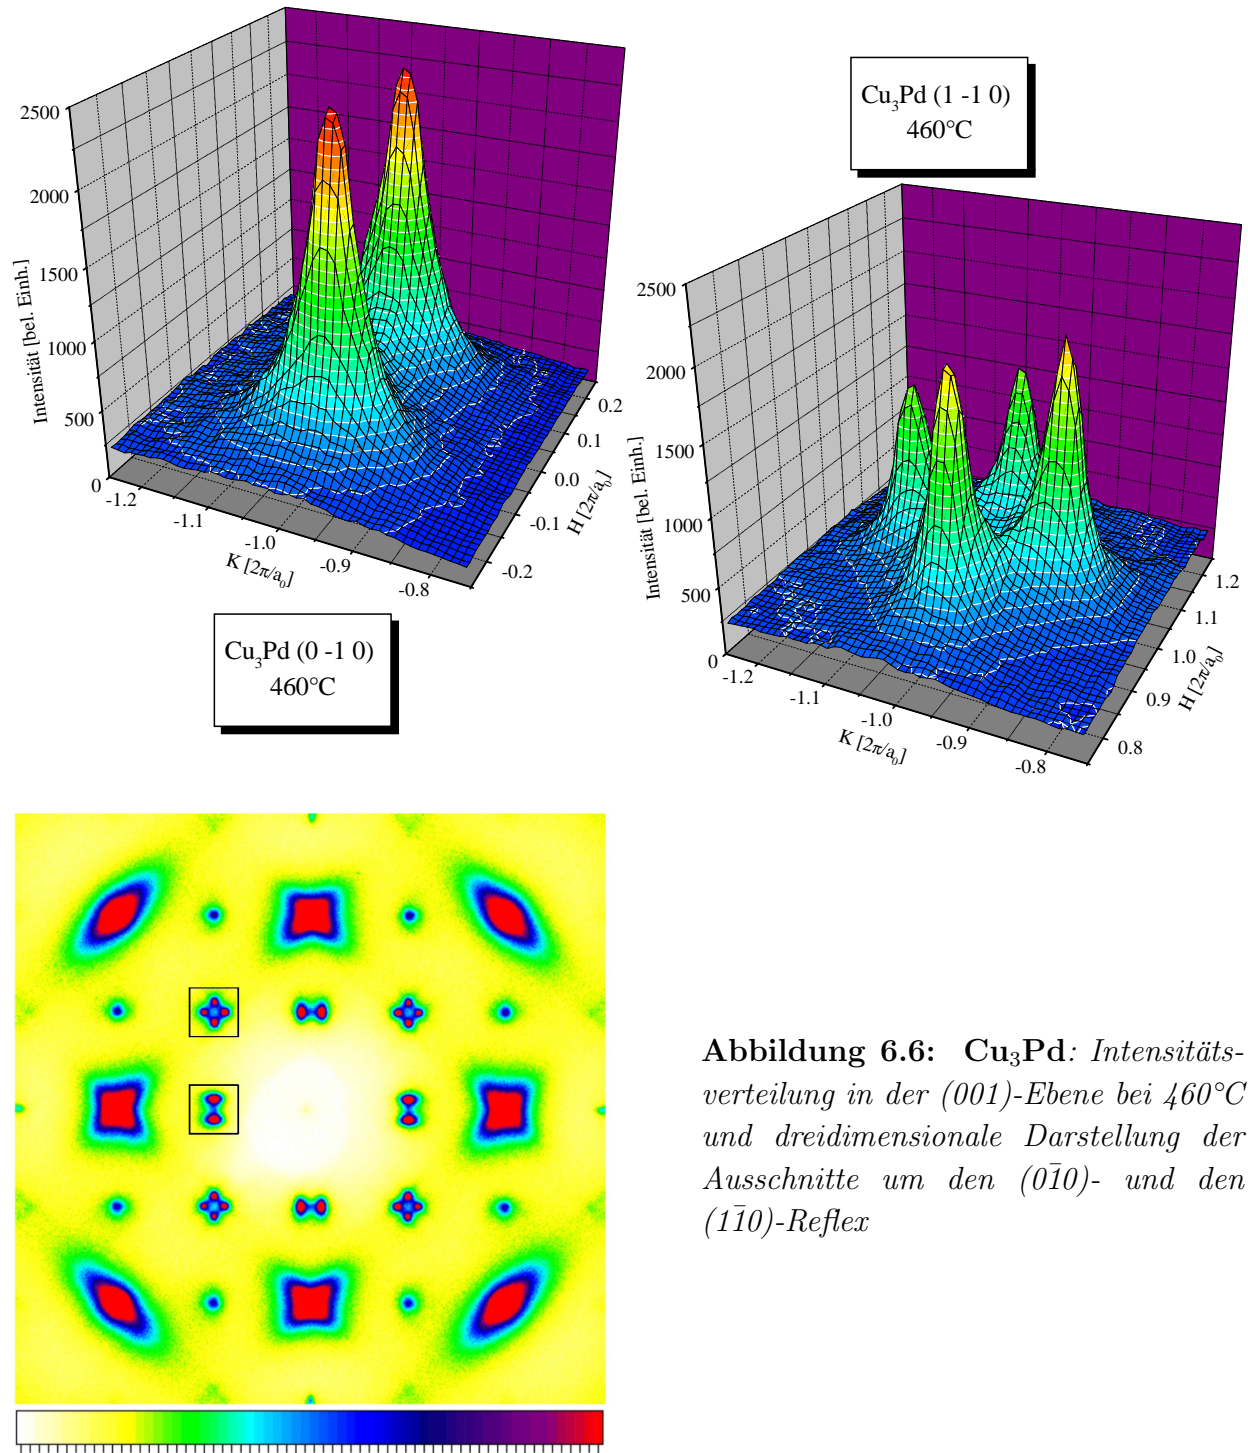 Cu₃Pd (0 -1 0)
460°C
Intensität [bel. Einh.]
2500
2000
1500
1000
500
0
-1.2
-1.1
-1.0
-0.9
-0.8
K [2π/a₀]
0.2
0.1
0.0
-0.1
-0.2
H [2π/a₀]
Cu₃Pd (1 -1 0)
460°C
Intensität [bel. Einh.]
2500
2000
1500
1000
500
0
-1.2
-1.1
-1.0
-0.9
-0.8
K [2π/a₀]
1.2
1.1
1.0
0.9
0.8
H [2π/a₀]
Abbildung 6.6: Cu₃Pd: Intensitäts-
verteilung in der (001)-Ebene bei 460°C
und dreidimensionale Darstellung der
Ausschnitte um den (01̄0)- und den
(11̄0)-Reflex